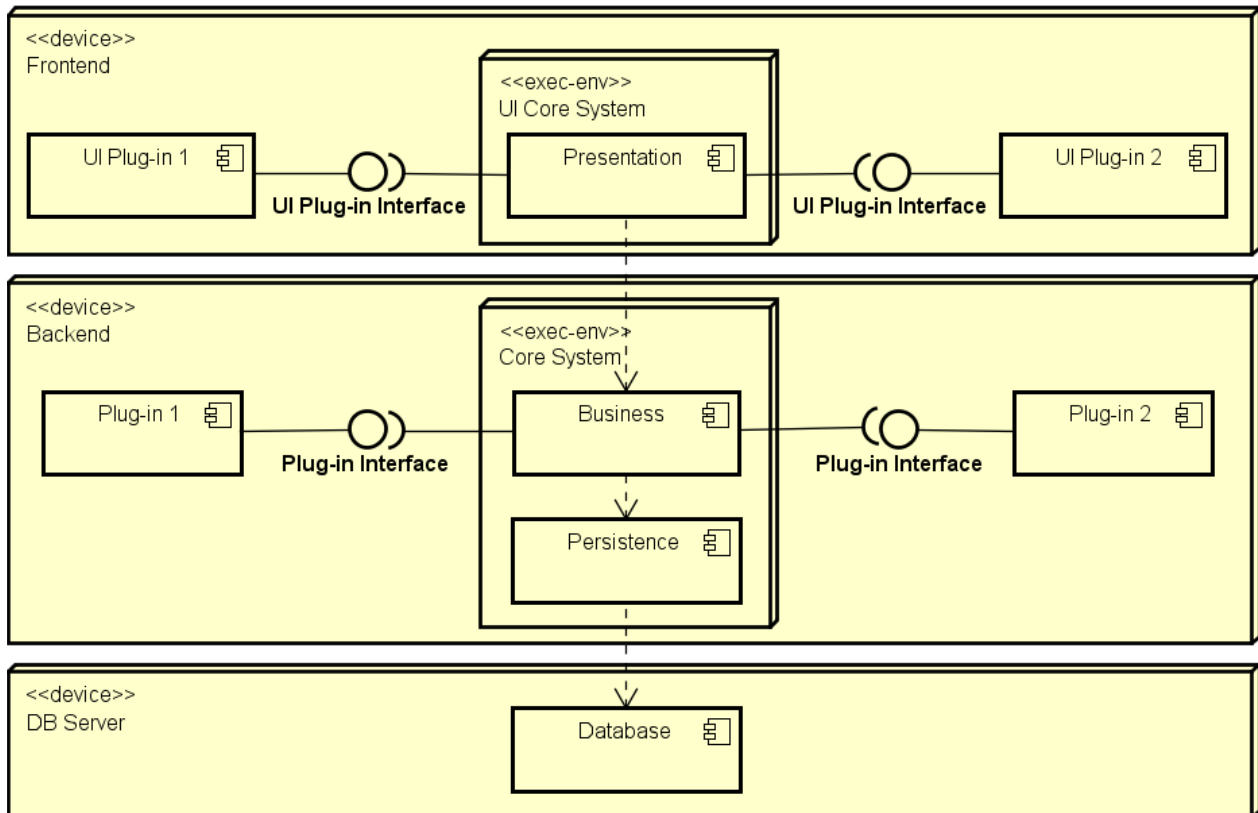 <<device>>
Frontend
<<exec-env>>
UI Core System
UI Plug-in 1
Presentation
UI Plug-in 2
UI Plug-in Interface
UI Plug-in Interface
<<device>>
Backend
<<exec-env>>
Core System
Plug-in 1
Business
Plug-in 2
Plug-in Interface
Plug-in Interface
Persistence
<<device>>
DB Server
Database